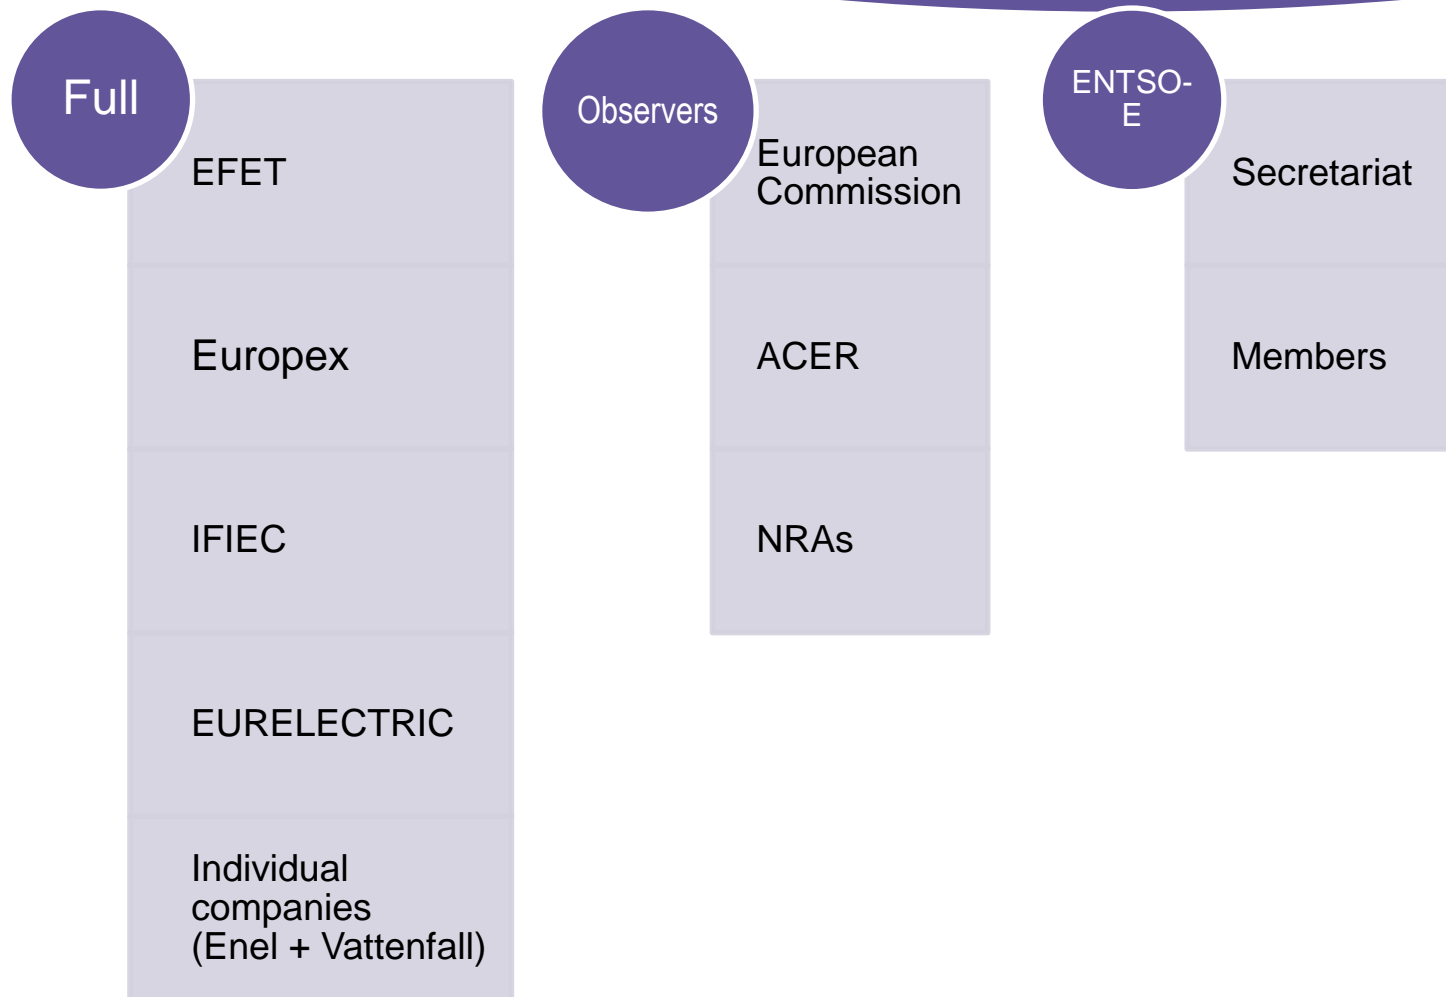 Full
EFET
Europex
IFIEC
EURELECTRIC
Individual
companies
(Enel + Vattenfall)
Observers
European
Commission
ACER
NRAs
ENTSO-
E
Secretariat
Members